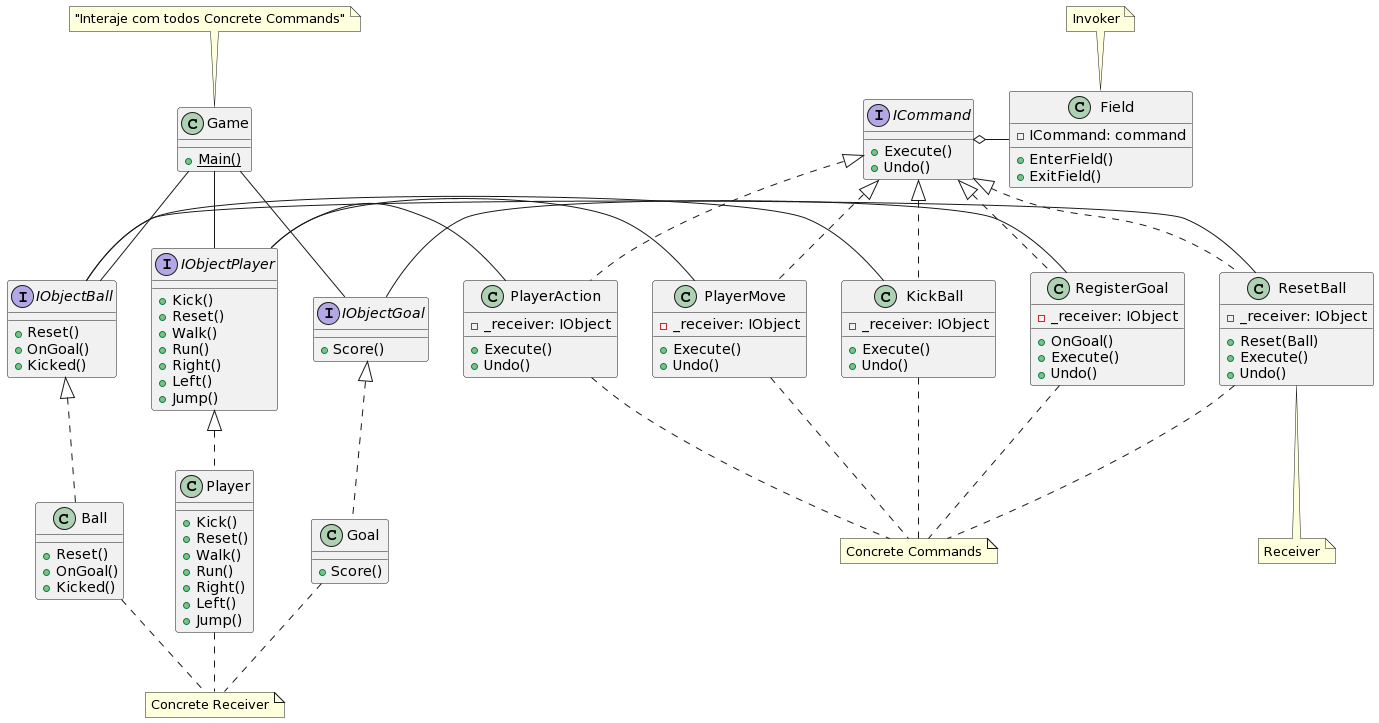 "Interaje com todos Concrete Commands"
Invoker
C Game
Main()
I ICommand
Execute()
Undo()
C Field
ICommand: command
EnterField()
ExitField()
I IObjectBall
Reset()
OnGoal()
Kicked()
I IObjectPlayer
Kick()
Reset()
Walk()
Run()
Right()
Left()
Jump()
I IObjectGoal
Score()
C PlayerAction
_receiver: IObject
Execute()
Undo()
C PlayerMove
_receiver: IObject
Execute()
Undo()
C KickBall
_receiver: IObject
Execute()
Undo()
C RegisterGoal
_receiver: IObject
OnGoal()
Execute()
Undo()
C ResetBall
_receiver: IObject
Reset(Ball)
Execute()
Undo()
C Ball
Reset()
OnGoal()
Kicked()
C Player
Kick()
Reset()
Walk()
Run()
Right()
Left()
Jump()
C Goal
Score()
Concrete Commands
Receiver
Concrete Receiver